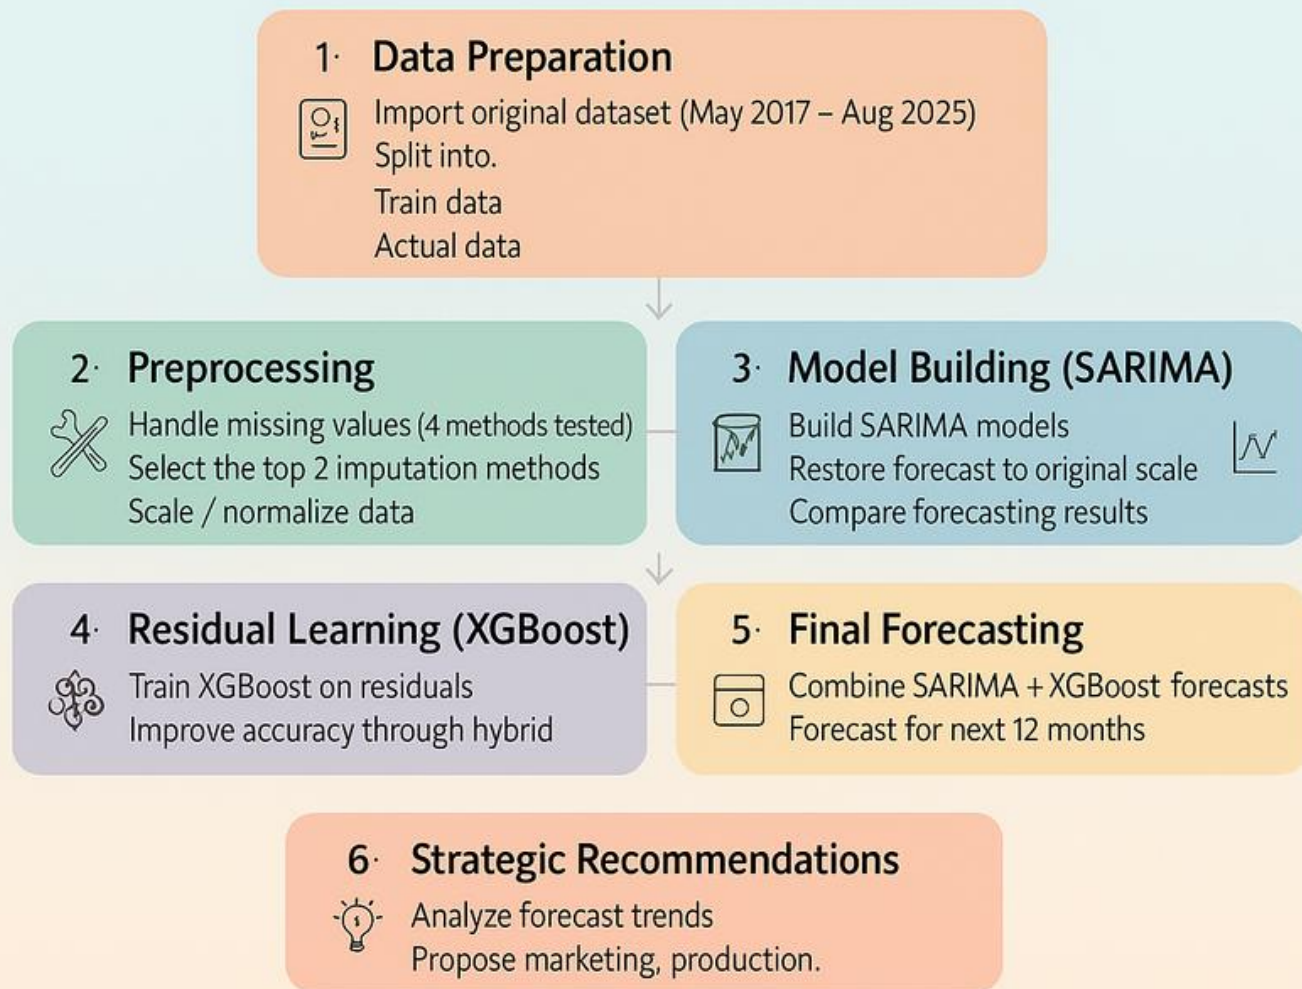 1. Data Preparation
Import original dataset (May 2017 – Aug 2025)
Split into.
Train data
Actual data
2. Preprocessing
Handle missing values (4 methods tested)
Select the top 2 imputation methods
Scale / normalize data
3. Model Building (SARIMA)
Build SARIMA models
Restore forecast to original scale
Compare forecasting results
4. Residual Learning (XGBoost)
Train XGBoost on residuals
Improve accuracy through hybrid
5. Final Forecasting
Combine SARIMA + XGBoost forecasts
Forecast for next 12 months
6. Strategic Recommendations
Analyze forecast trends
Propose marketing, production.